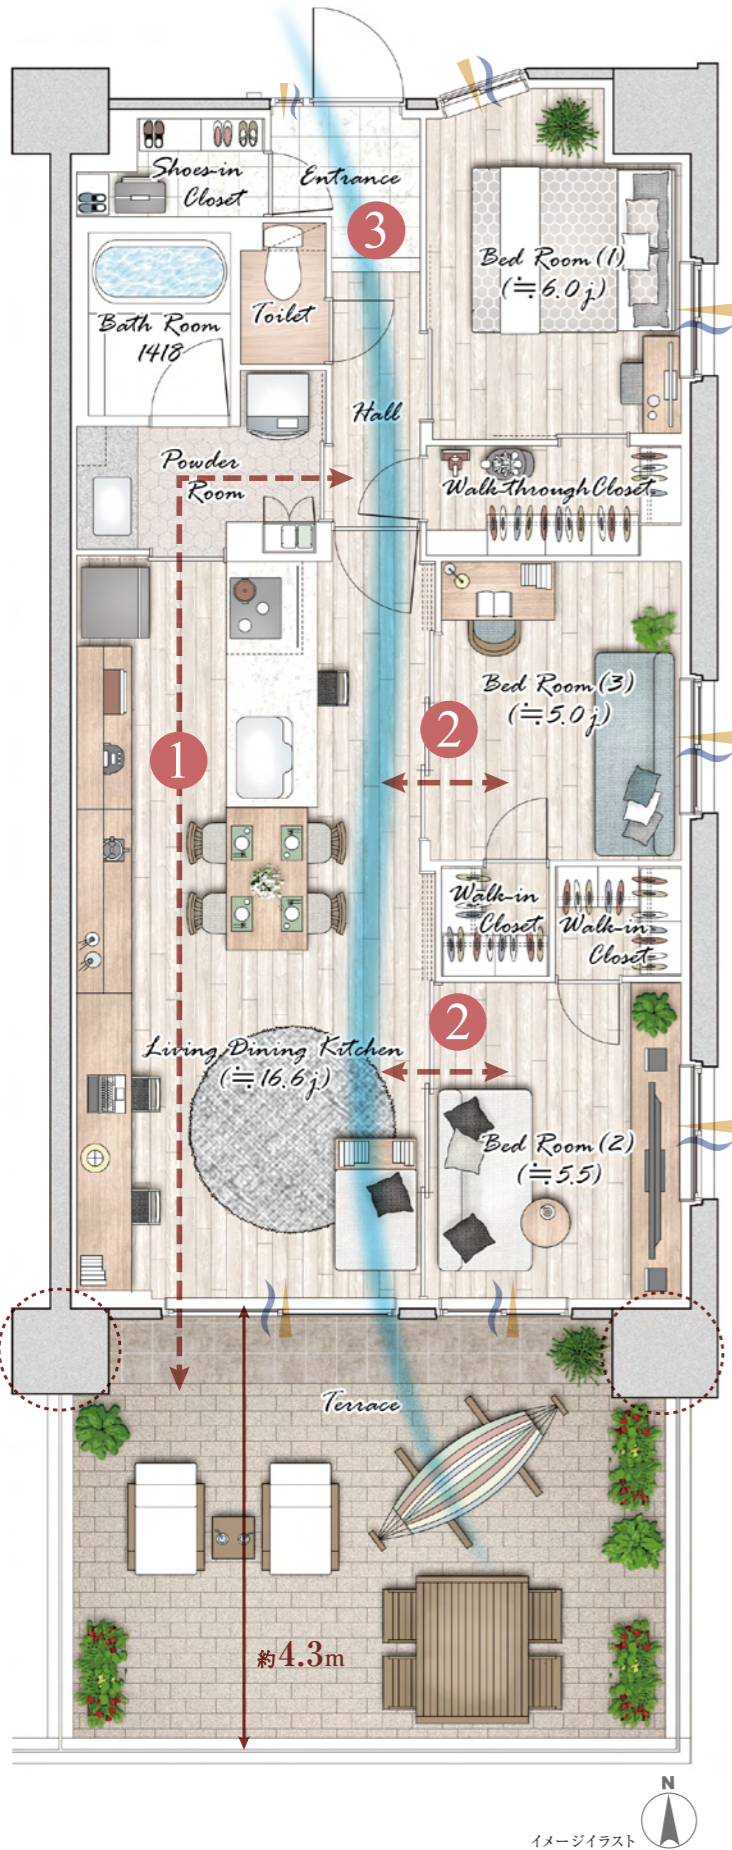 Shoes-in
Closet
Entrance
3
Bed Room (1)
(≒6.0j)
Toilet
Bath Room
1418
Hall
Powder
Room
Walk-through Closet
Bed Room (3)
(≒5.0j)
2
1
Walk-in
Closet
Walk-in
Closet
2
Living Dining Kitchen
(≒16.6j)
Bed Room (2)
(≒5.5)
Terrace
約4.3m
N
イメージイラスト